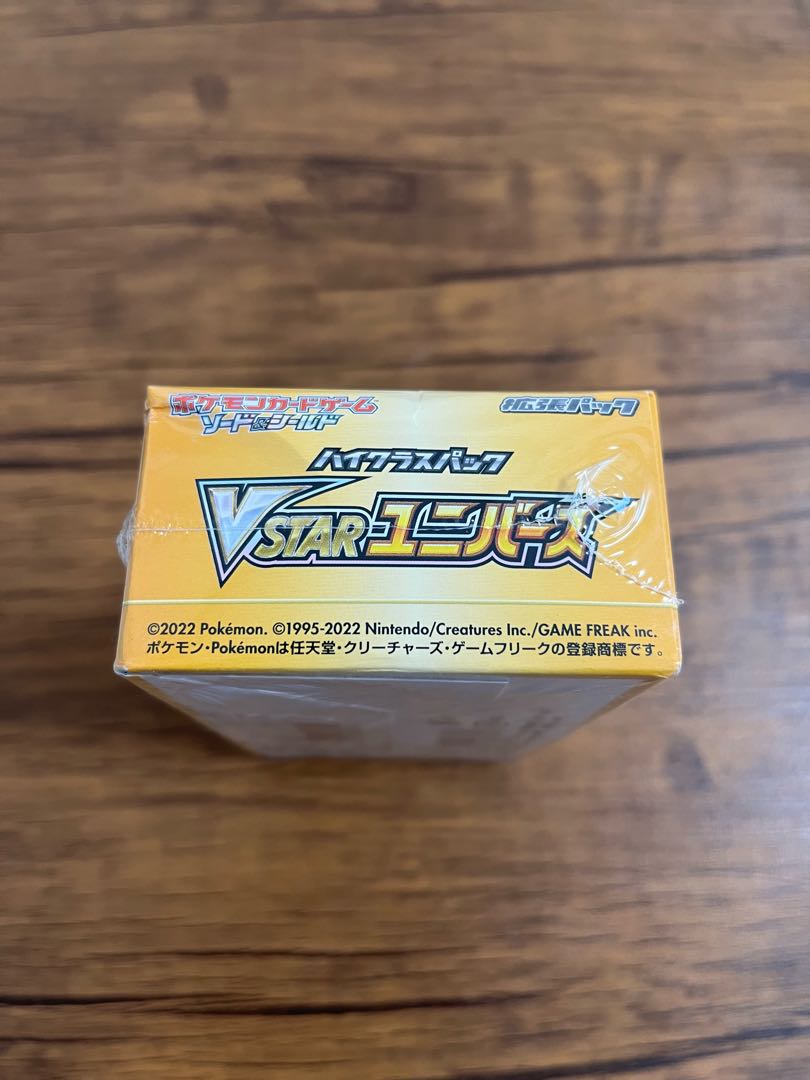 ポケモンカードゲーム 拡張パック
ソード&シールド
ハイクラスパック
VSTARユニバース
©2022 Pokémon. ©1995-2022 Nintendo/Creatures Inc./GAME FREAK inc.
ポケモン・Pokémonは任天堂・クリーチャーズ・ゲームフリークの登録商標です。